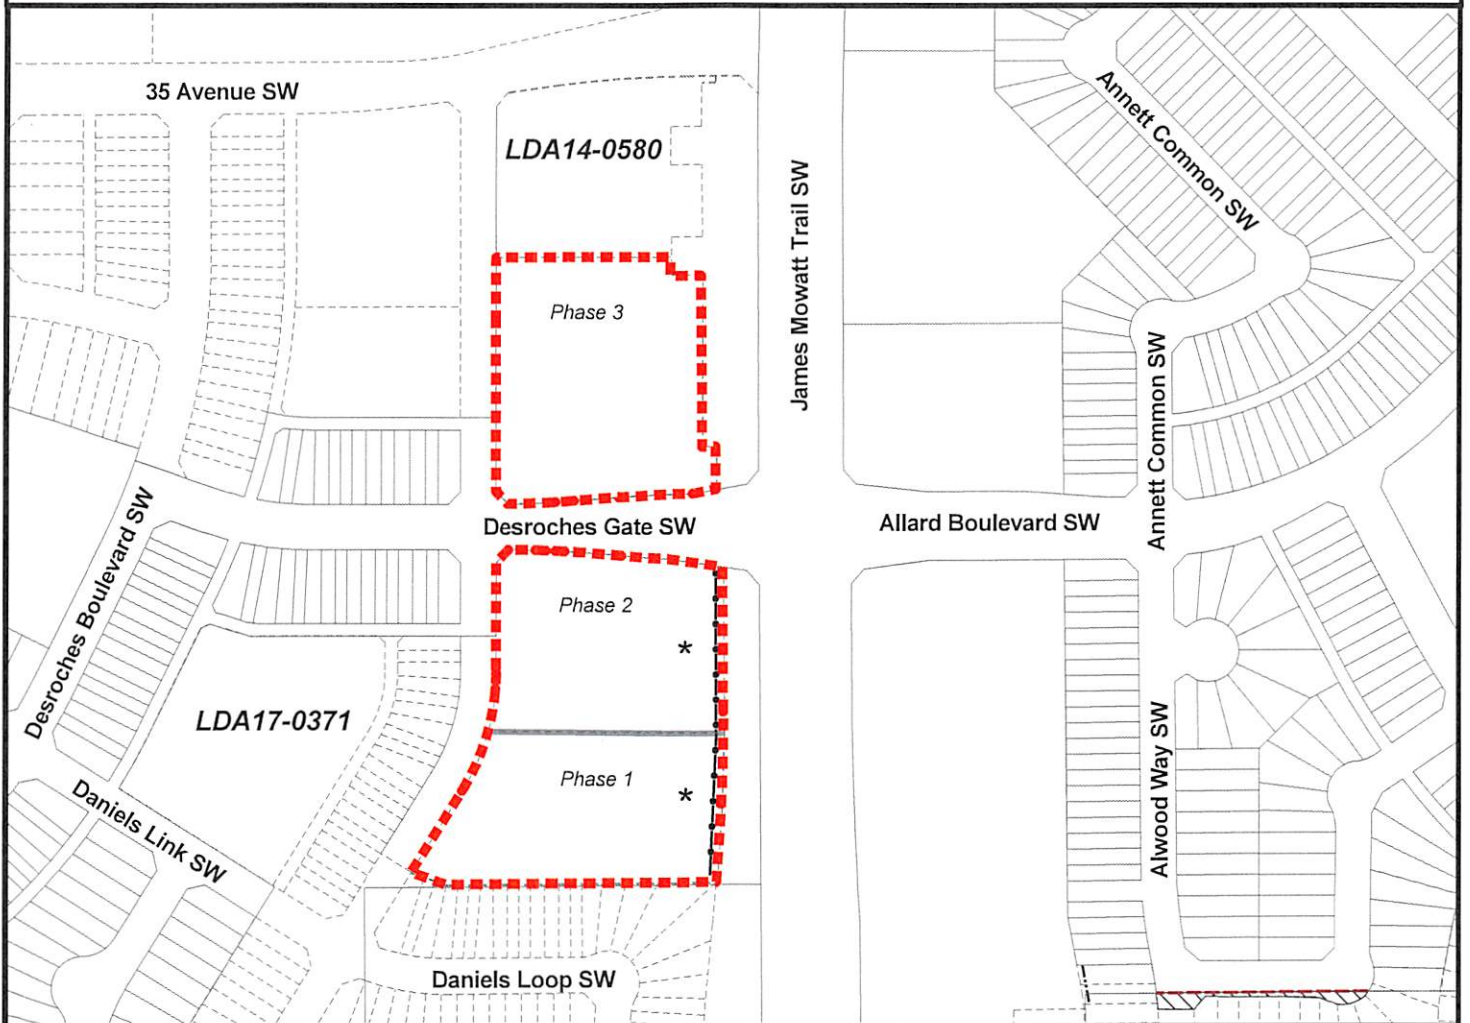 35 Avenue SW
LDA14-0580
Annett Common SW
James Mowatt Trail SW
Phase 3
Annett Common SW
Desroches Gate SW
Allard Boulevard SW
Desroches Boulevard SW
Phase 2
*
LDA17-0371
Phase 1
*
Alwood Way SW
Daniels Link SW
Daniels Loop SW